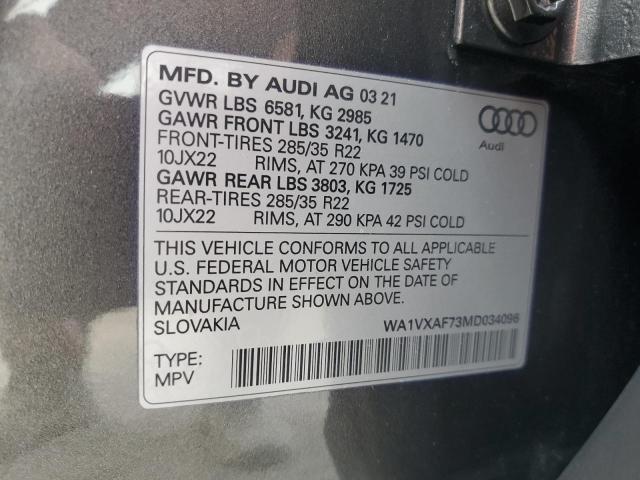 MFD. BY AUDI AG 03 21
GVWR LBS 6581, KG 2985
GAWR FRONT LBS 3241, KG 1470
FRONT-TIRES 285/35 R22
10JX22 RIMS, AT 270 KPA 39 PSI COLD
GAWR REAR LBS 3803, KG 1725
REAR-TIRES 285/35 R22
10JX22 RIMS, AT 290 KPA 42 PSI COLD
Audi
THIS VEHICLE CONFORMS TO ALL APPLICABLE
U.S. FEDERAL MOTOR VEHICLE SAFETY
STANDARDS IN EFFECT ON THE DATE OF
MANUFACTURE SHOWN ABOVE.
SLOVAKIA WA1VXAF73MD034096
TYPE:
MPV